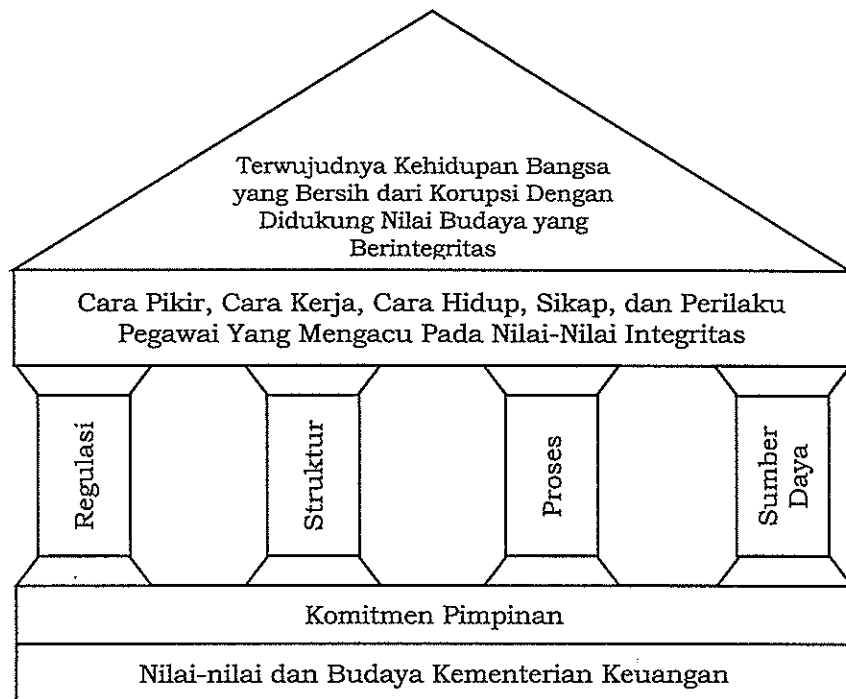 Terwujudnya Kehidupan Bangsa
yang Bersih dari Korupsi Dengan
Didukung Nilai Budaya yang
Berintegritas
Cara Pikir, Cara Kerja, Cara Hidup, Sikap, dan Perilaku
Pegawai Yang Mengacu Pada Nilai-Nilai Integritas
Regulasi
Struktur
Proses
Sumber
Daya
Komitmen Pimpinan
Nilai-nilai dan Budaya Kementerian Keuangan